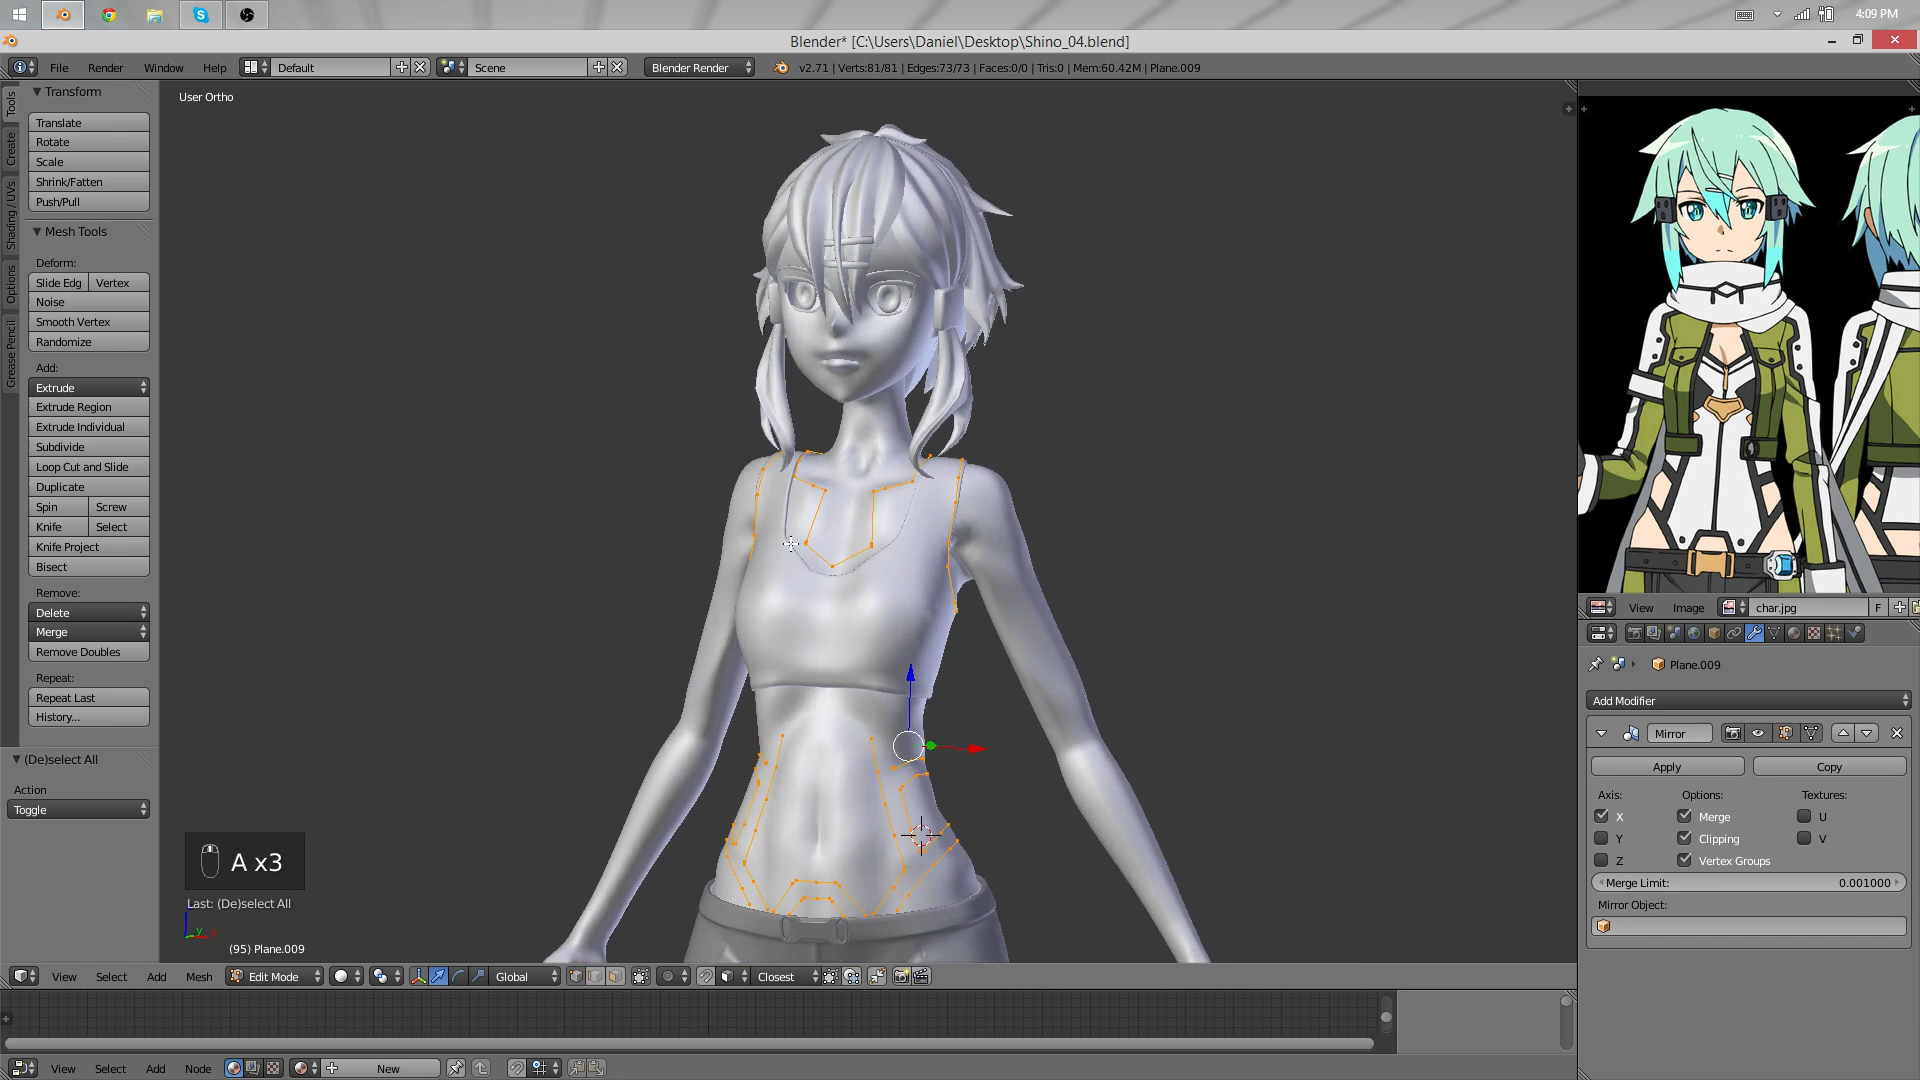 4:09 PM
Blender* [C:\Users\Daniel\Desktop\Shino_04.blend]
File Render Window Help Default Scene Blender Render v2.71 | Verts:81/81 | Edges:73/73 | Faces:0/0 | Tris:0 | Mem:60.42M | Plane.009
Tools
Create
Shading / UVs
Options
Grease Pencil
Transform
Translate
Rotate
Scale
Shrink/Fatten
Push/Pull
Mesh Tools
Deform:
Slide Edg Vertex
Noise
Smooth Vertex
Randomize
Add:
Extrude
Extrude Region
Extrude Individual
Subdivide
Loop Cut and Slide
Duplicate
Spin Screw
Knife Select
Knife Project
Bisect
Remove:
Delete
Merge
Remove Doubles
Repeat:
Repeat Last
History...
(De)select All
Action
Toggle
User Ortho
A x3
Last: (De)select All
y x
(95) Plane.009
View Select Add Mesh Edit Mode Global Closest
View Select Add Node New
View Image char.jpg F
Plane.009
Add Modifier
Mirror
Apply Copy
Axis: Options: Textures:
X Merge U
Y Clipping V
Z Vertex Groups
Merge Limit: 0.001000
Mirror Object: